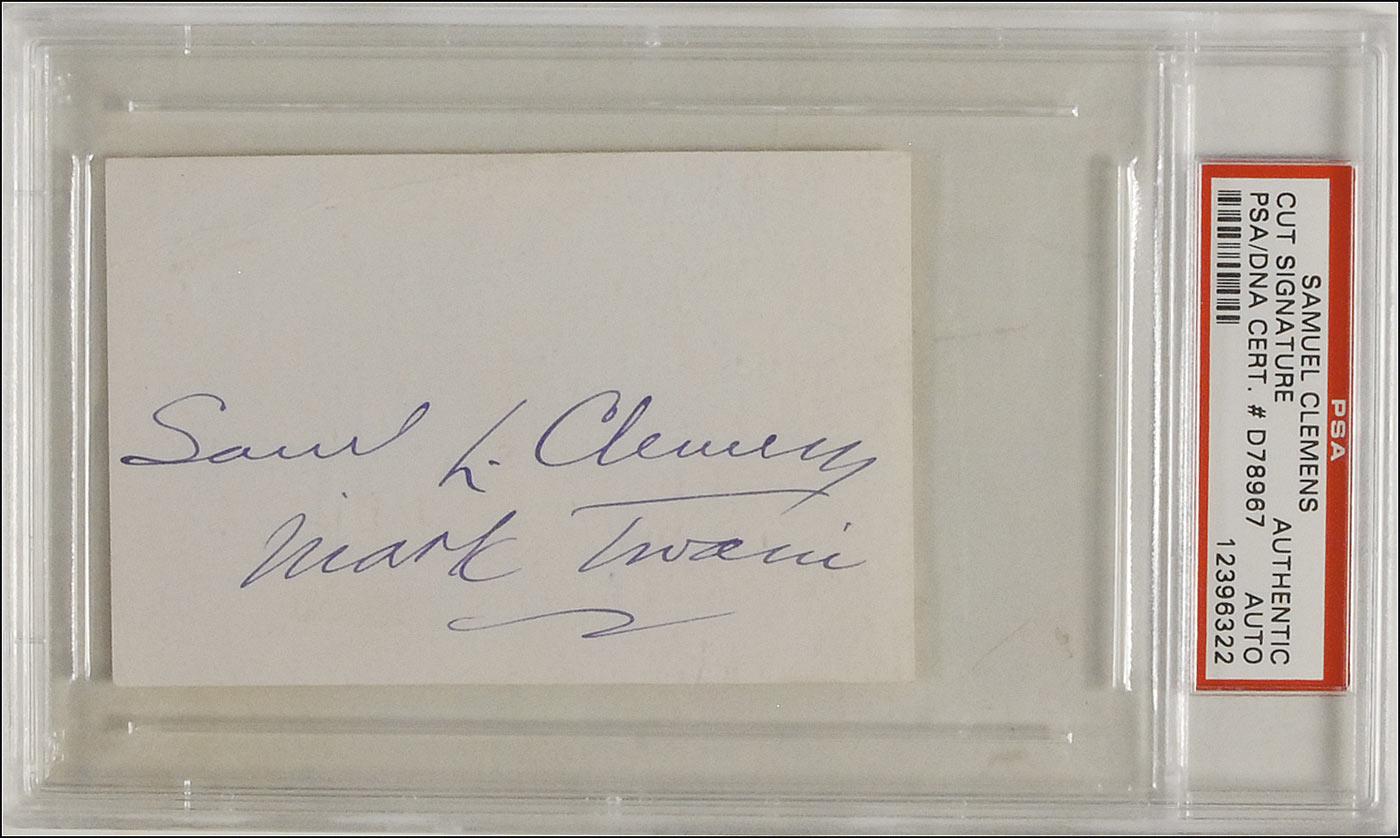 Saml L. Clemens
Mark Twain
PSA
SAMUEL CLEMENS
CUT SIGNATURE AUTHENTIC
PSA/DNA CERT. # D78967 AUTO
12396322